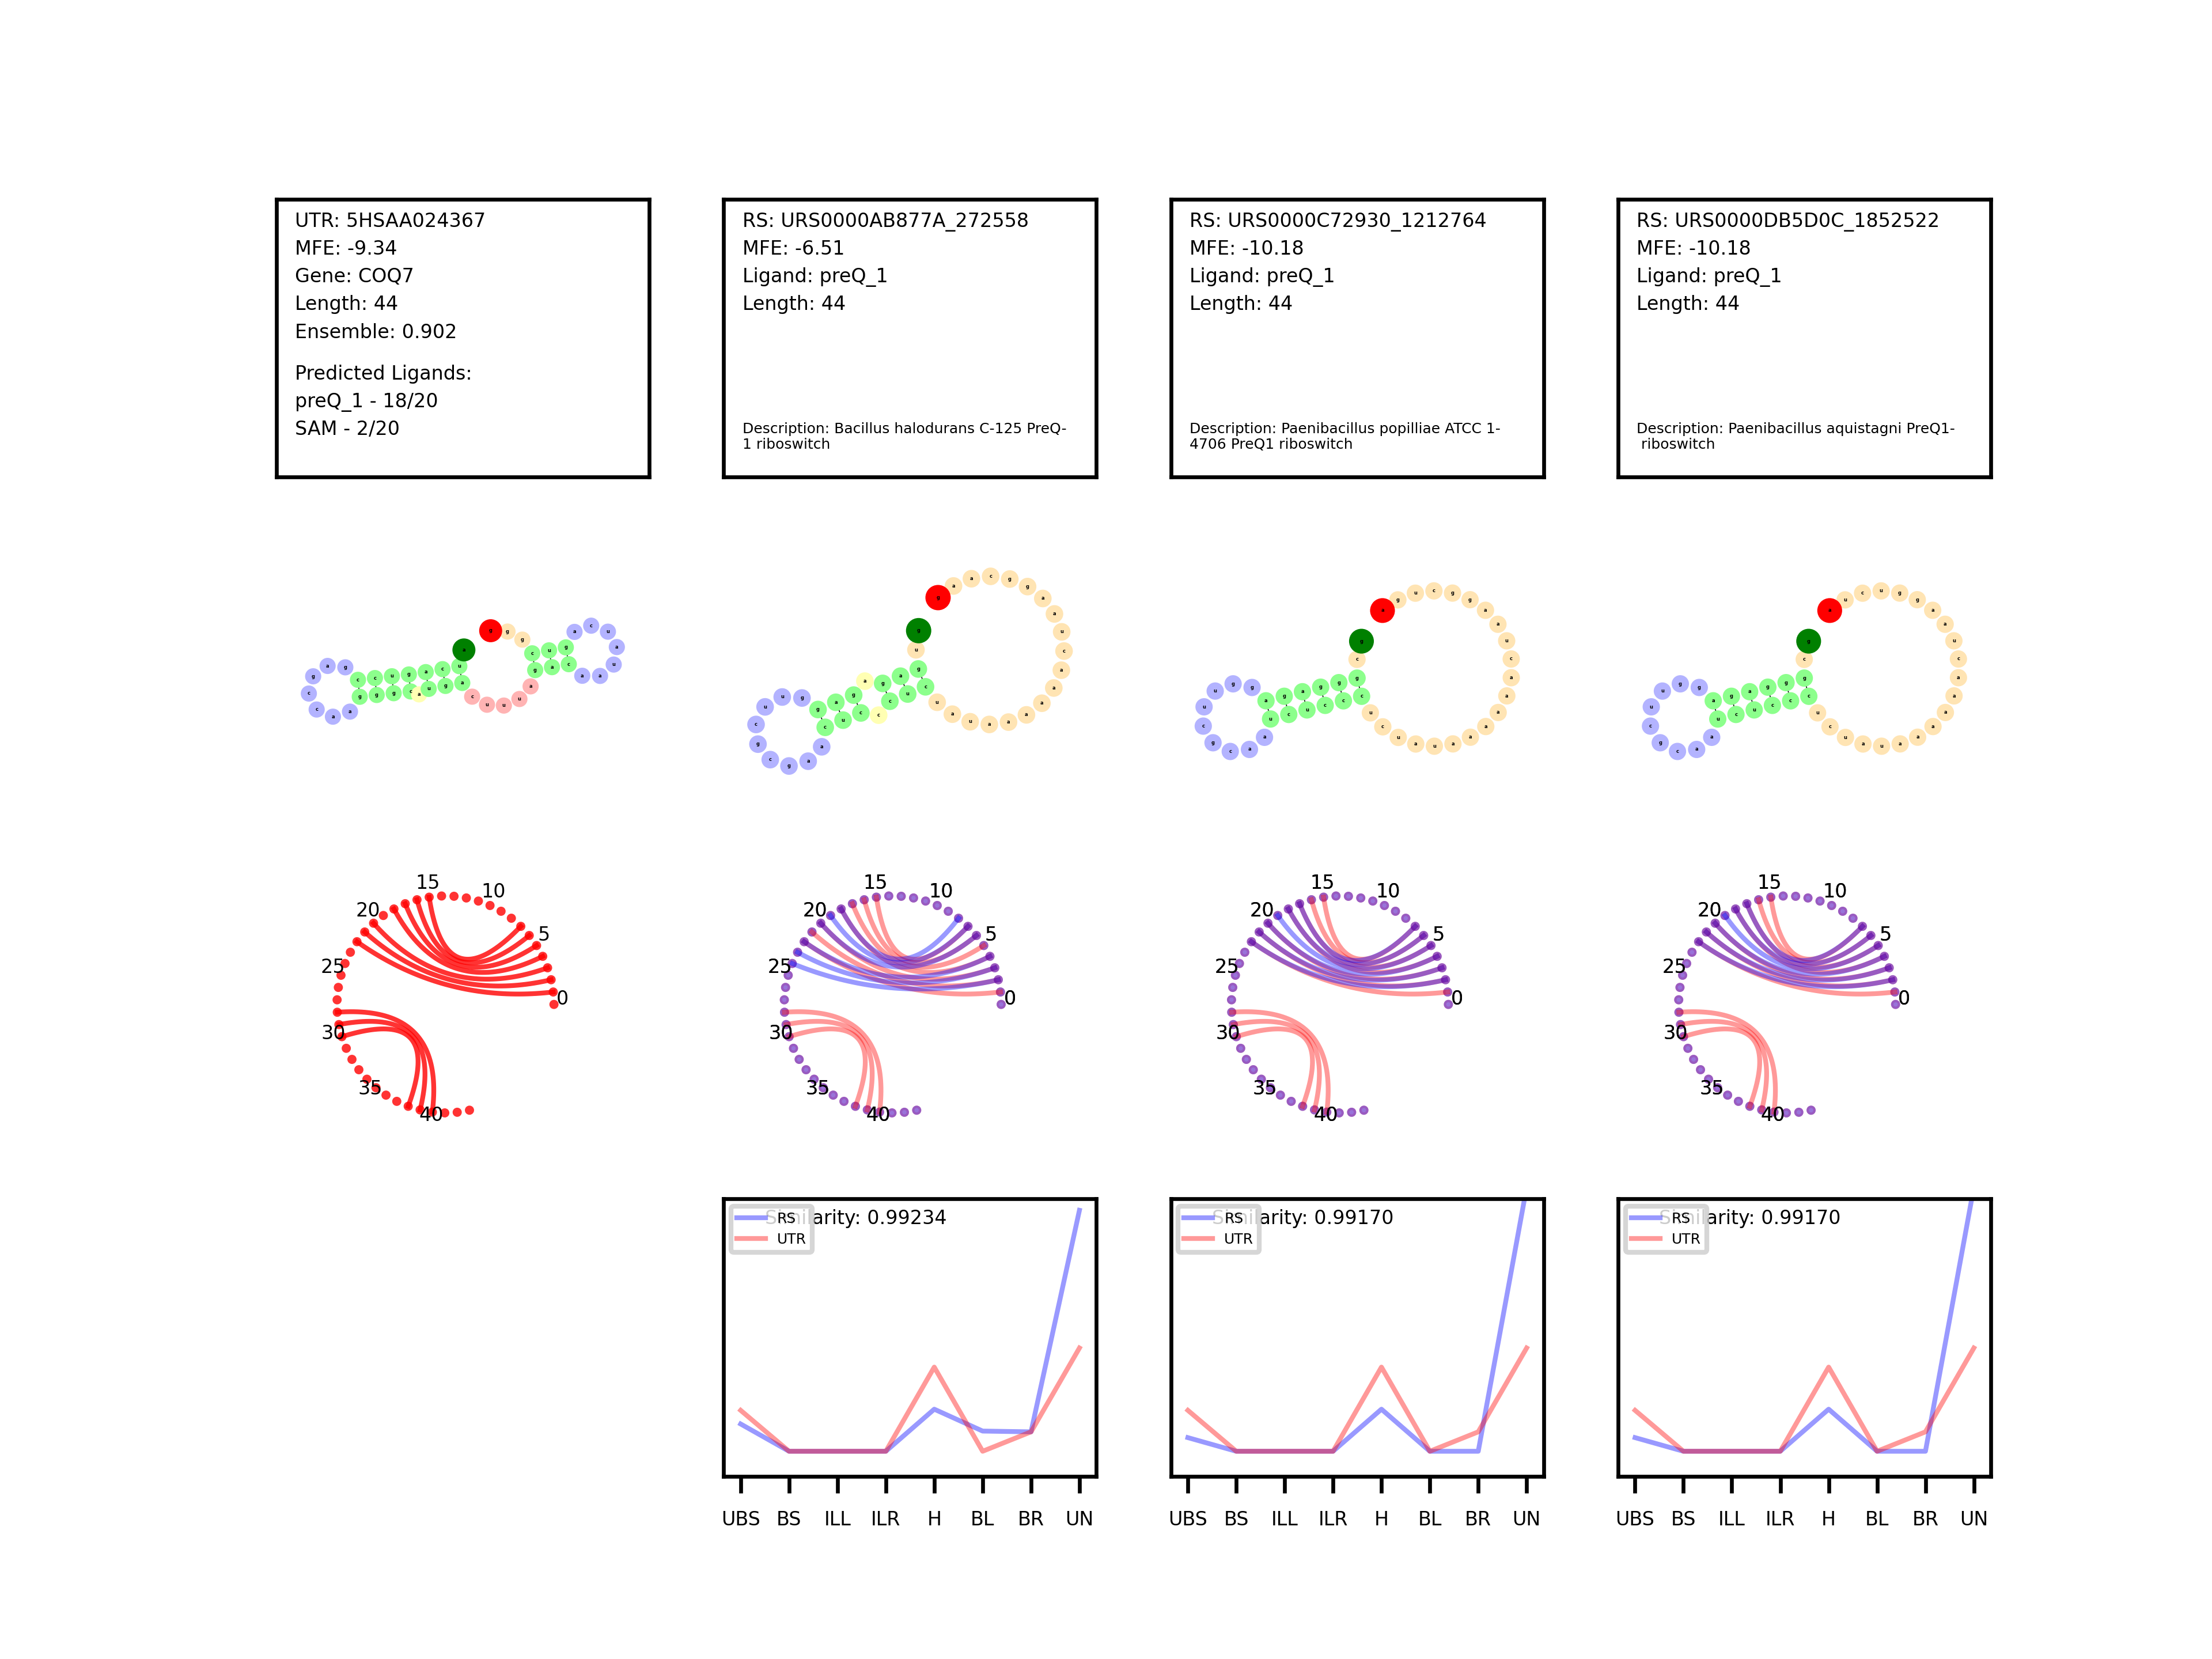 UTR: 5HSAA024367
MFE: -9.34
Gene: COQ7
Length: 44
Ensemble: 0.902
Predicted Ligands:
preQ_1 - 18/20
SAM - 2/20
RS: URS0000AB877A_272558
MFE: -6.51
Ligand: preQ_1
Length: 44
Description: Bacillus halodurans C-125 PreQ-
1 riboswitch
RS: URS0000C72930_1212764
MFE: -10.18
Ligand: preQ_1
Length: 44
Description: Paenibacillus popilliae ATCC 1-
4706 PreQ1 riboswitch
RS: URS0000DB5D0C_1852522
MFE: -10.18
Ligand: preQ_1
Length: 44
Description: Paenibacillus aquistagni PreQ1-
riboswitch
0
5
10
15
20
25
30
35
40
0
5
10
15
20
25
30
35
40
0
5
10
15
20
25
30
35
40
0
5
10
15
20
25
30
35
40
Similarity: 0.99234
RS
UTR
UBS BS ILL ILR H BL BR UN
Similarity: 0.99170
RS
UTR
UBS BS ILL ILR H BL BR UN
Similarity: 0.99170
RS
UTR
UBS BS ILL ILR H BL BR UN